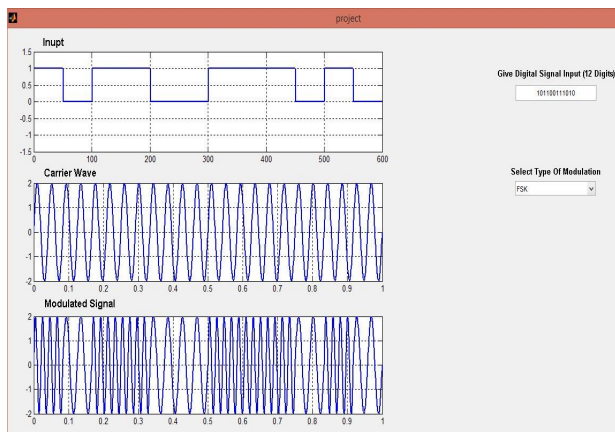 project
Inupt
1.5
1
0.5
0
-0.5
-1
-1.5
0 100 200 300 400 500 600
Give Digital Signal Input (12 Digits)
101100111010
Select Type Of Modulation
FSK
Carrier Wave
2
1
0
-1
-2
0 0.1 0.2 0.3 0.4 0.5 0.6 0.7 0.8 0.9 1
Modulated Signal
2
1
0
-1
-2
0 0.1 0.2 0.3 0.4 0.5 0.6 0.7 0.8 0.9 1